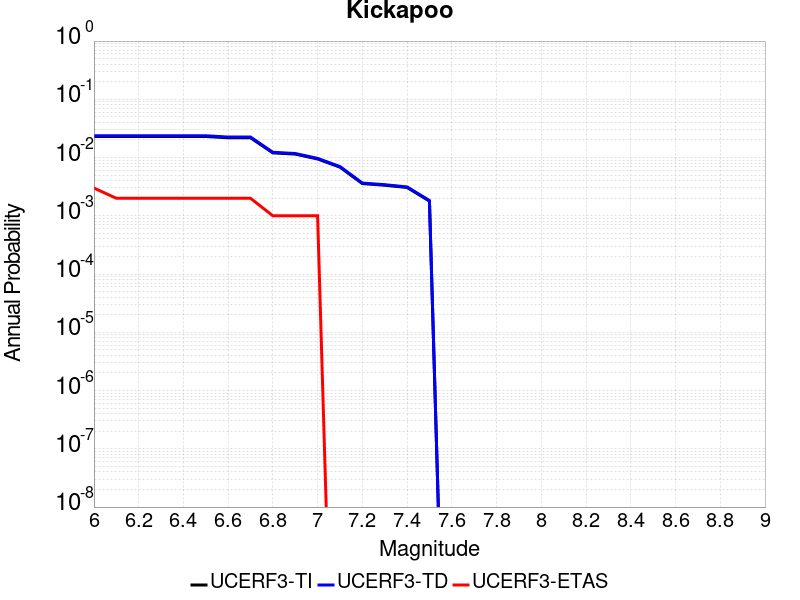 Kickapoo
10^0
10^-1
10^-2
10^-3
10^-4
10^-5
10^-6
10^-7
10^-8
Annual Probability
6 6.2 6.4 6.6 6.8 7 7.2 7.4 7.6 7.8 8 8.2 8.4 8.6 8.8 9
Magnitude
UCERF3-TI UCERF3-TD UCERF3-ETAS